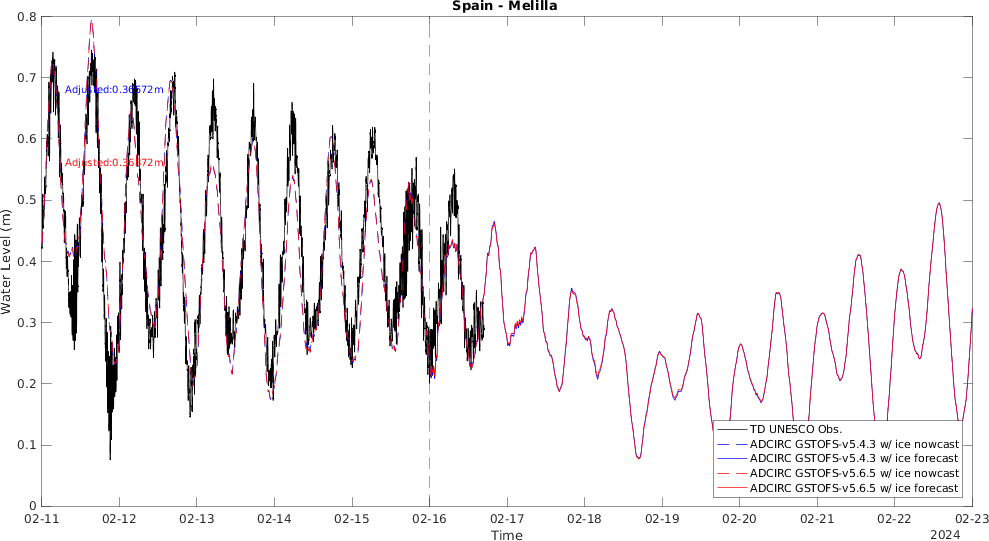 Spain - Melilla
Water Level (m)
0.8
0.7
0.6
0.5
0.4
0.3
0.2
0.1
0
Adjusted:0.36672m
Adjusted:0.36872m
TD UNESCO Obs.
ADCIRC GSTOFS-v5.4.3 w/ ice nowcast
ADCIRC GSTOFS-v5.4.3 w/ ice forecast
ADCIRC GSTOFS-v5.6.5 w/ ice nowcast
ADCIRC GSTOFS-v5.6.5 w/ ice forecast
02-11 02-12 02-13 02-14 02-15 02-16 02-17 02-18 02-19 02-20 02-21 02-22 02-23
Time
2024